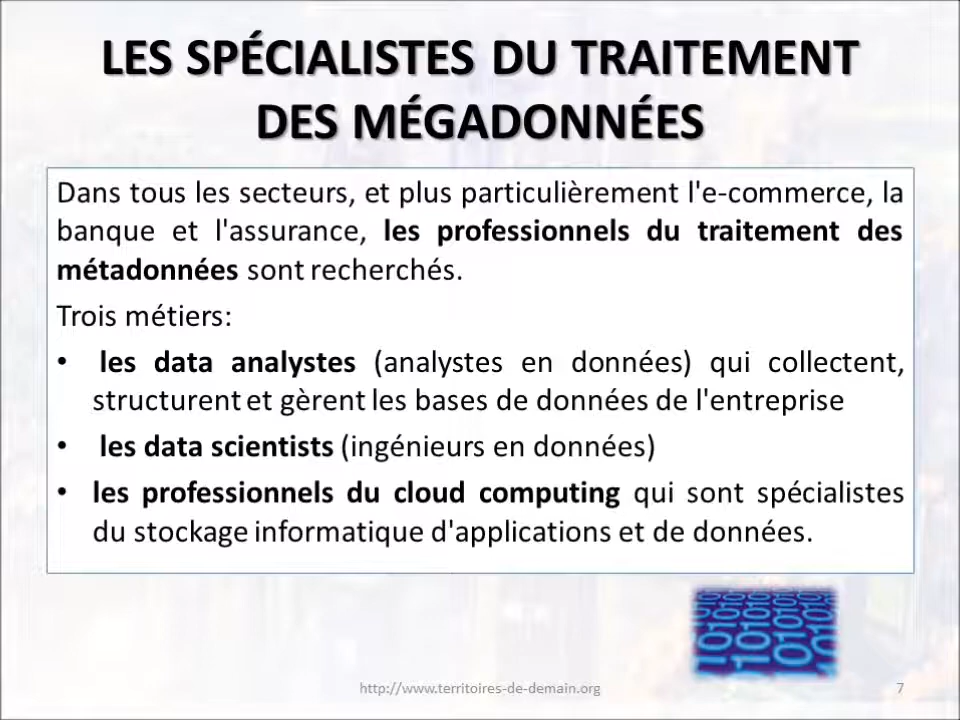 LES SPÉCIALISTES DU TRAITEMENT
DES MÉGADONNÉES
Dans tous les secteurs, et plus particulièrement l'e-commerce, la
banque et l'assurance, les professionnels du traitement des
métadonnées sont recherchés.
Trois métiers:
• les data analystes (analystes en données) qui collectent,
structurent et gèrent les bases de données de l'entreprise
• les data scientists (ingénieurs en données)
• les professionnels du cloud computing qui sont spécialistes
du stockage informatique d'applications et de données.
http://www.territoires-de-demain.org
7